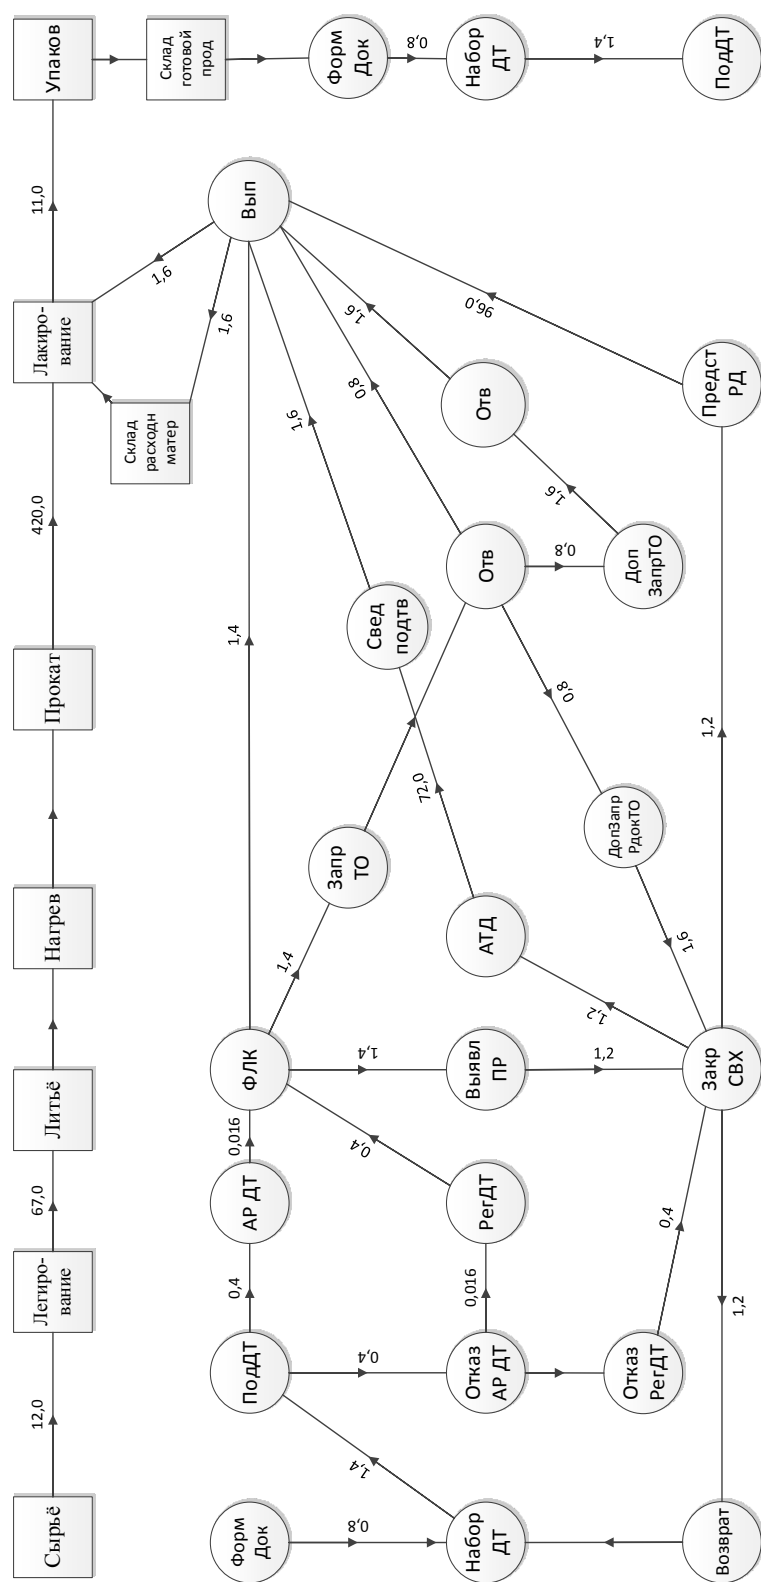 Сырьё
12,0
Легиро-
вание
67,0
Литьё
Нагрев
Прокат
420,0
Лакиро-
вание
11,0
Упаков
1,6
Склад
расходн
матер
1,6
Склад
готовой
прод
Форм
Док
0,8
ПодДТ
0,4
АР ДТ
0,016
ФЛК
1,4
Вып
1,4
Запр
ТО
72,0
Свед
подтв
1,6
0,8
1,6
Форм
Док
0,8
1,4
0,4
0,4
1,4
Набор
ДТ
Отказ
АР ДТ
0,016
РегДТ
Выявл
ПР
АТД
Отв
Отв
96,0
Набор
ДТ
1,4
1,2
1,2
0,8
0,8
1,6
Отказ
РегДТ
0,4
ДопЗапр
РдокТО
1,6
Доп
ЗапрТО
Возврат
1,2
Закр
СВХ
1,2
Предст
РД
ПодДТ